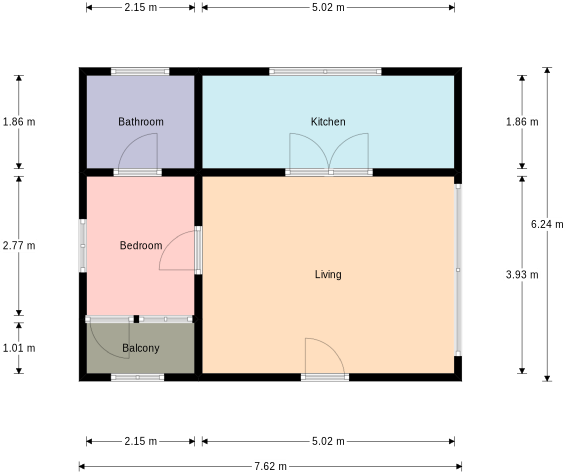 2.15 m
5.02 m
1.86 m
Bathroom
Kitchen
1.86 m
6.24 m
2.77 m
Bedroom
Living
3.93 m
1.01 m
Balcony
2.15 m
5.02 m
7.62 m